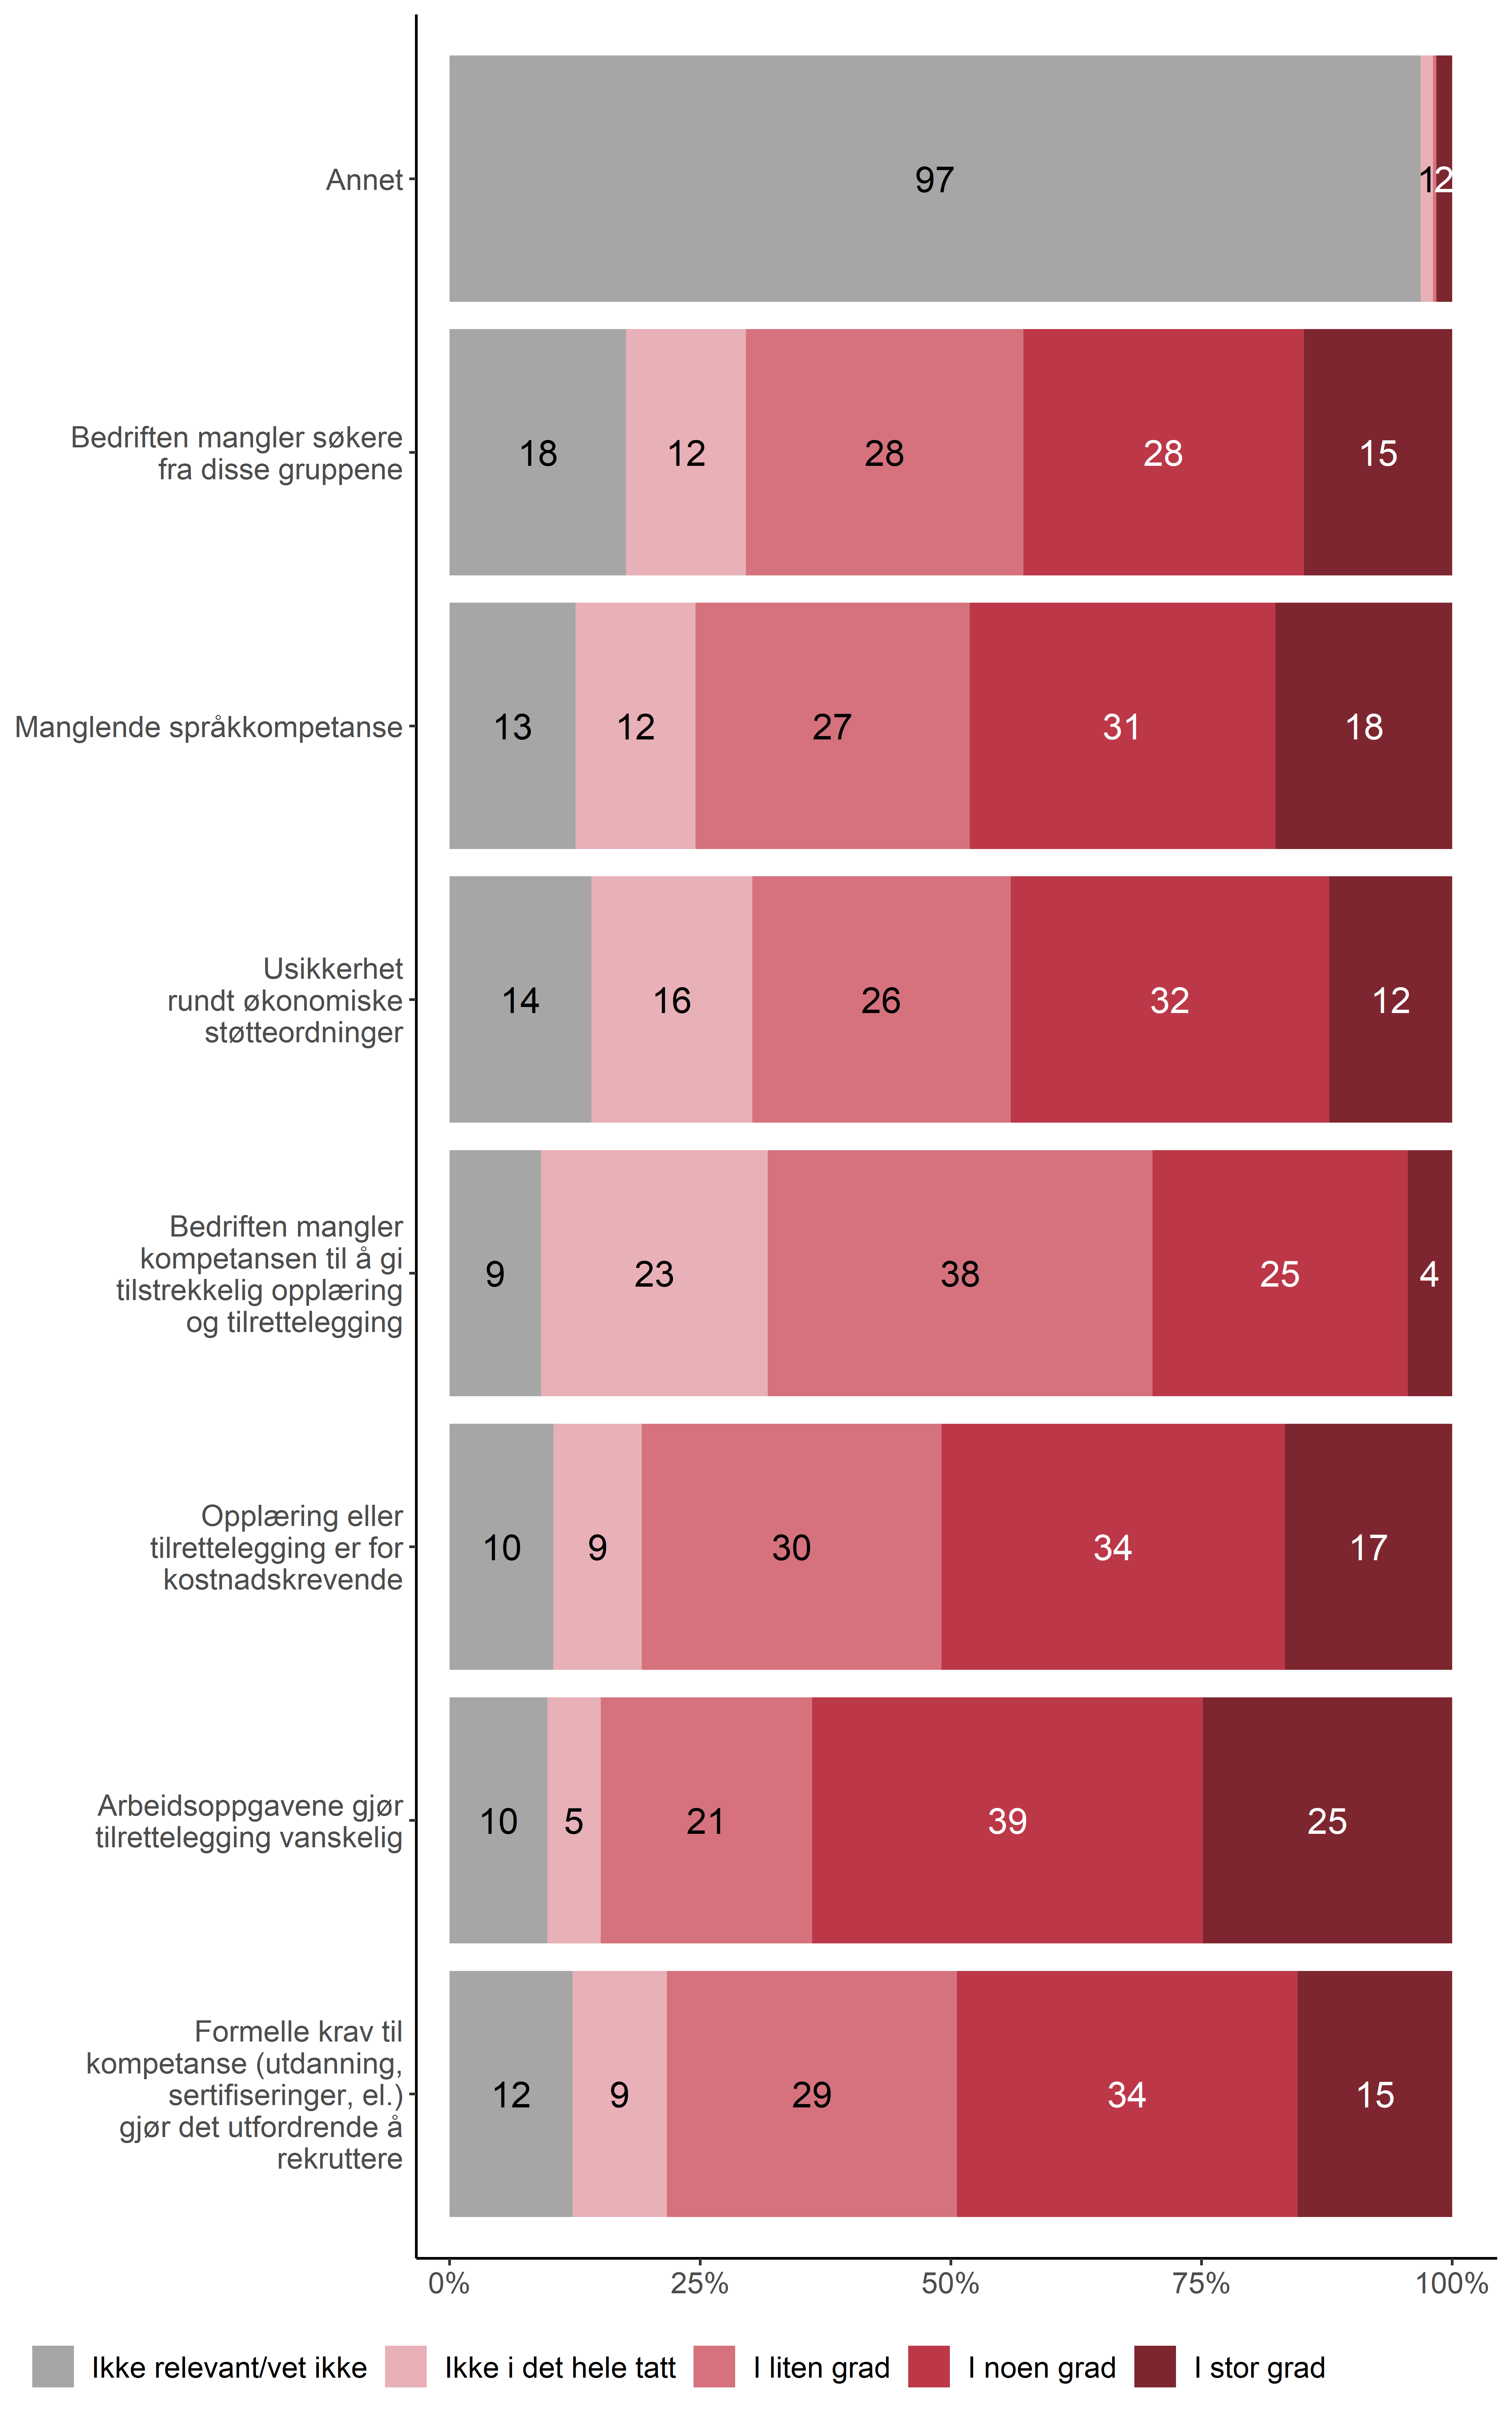 Annet
97
1
2
Bedriften mangler søkere
fra disse gruppene
18
12
28
28
15
Manglende språkkompetanse
13
12
27
31
18
Usikkerhet
rundt økonomiske
støtteordninger
14
16
26
32
12
Bedriften mangler
kompetansen til å gi
tilstrekkelig opplæring
og tilrettelegging
9
23
38
25
4
Opplæring eller
tilrettelegging er for
kostnadskrevende
10
9
30
34
17
Arbeidsoppgavene gjør
tilrettelegging vanskelig
10
5
21
39
25
Formelle krav til
kompetanse (utdanning,
sertifiseringer, el.)
gjør det utfordrende å
rekruttere
12
9
29
34
15
0%
25%
50%
75%
100%
Ikke relevant/vet ikke
Ikke i det hele tatt
I liten grad
I noen grad
I stor grad